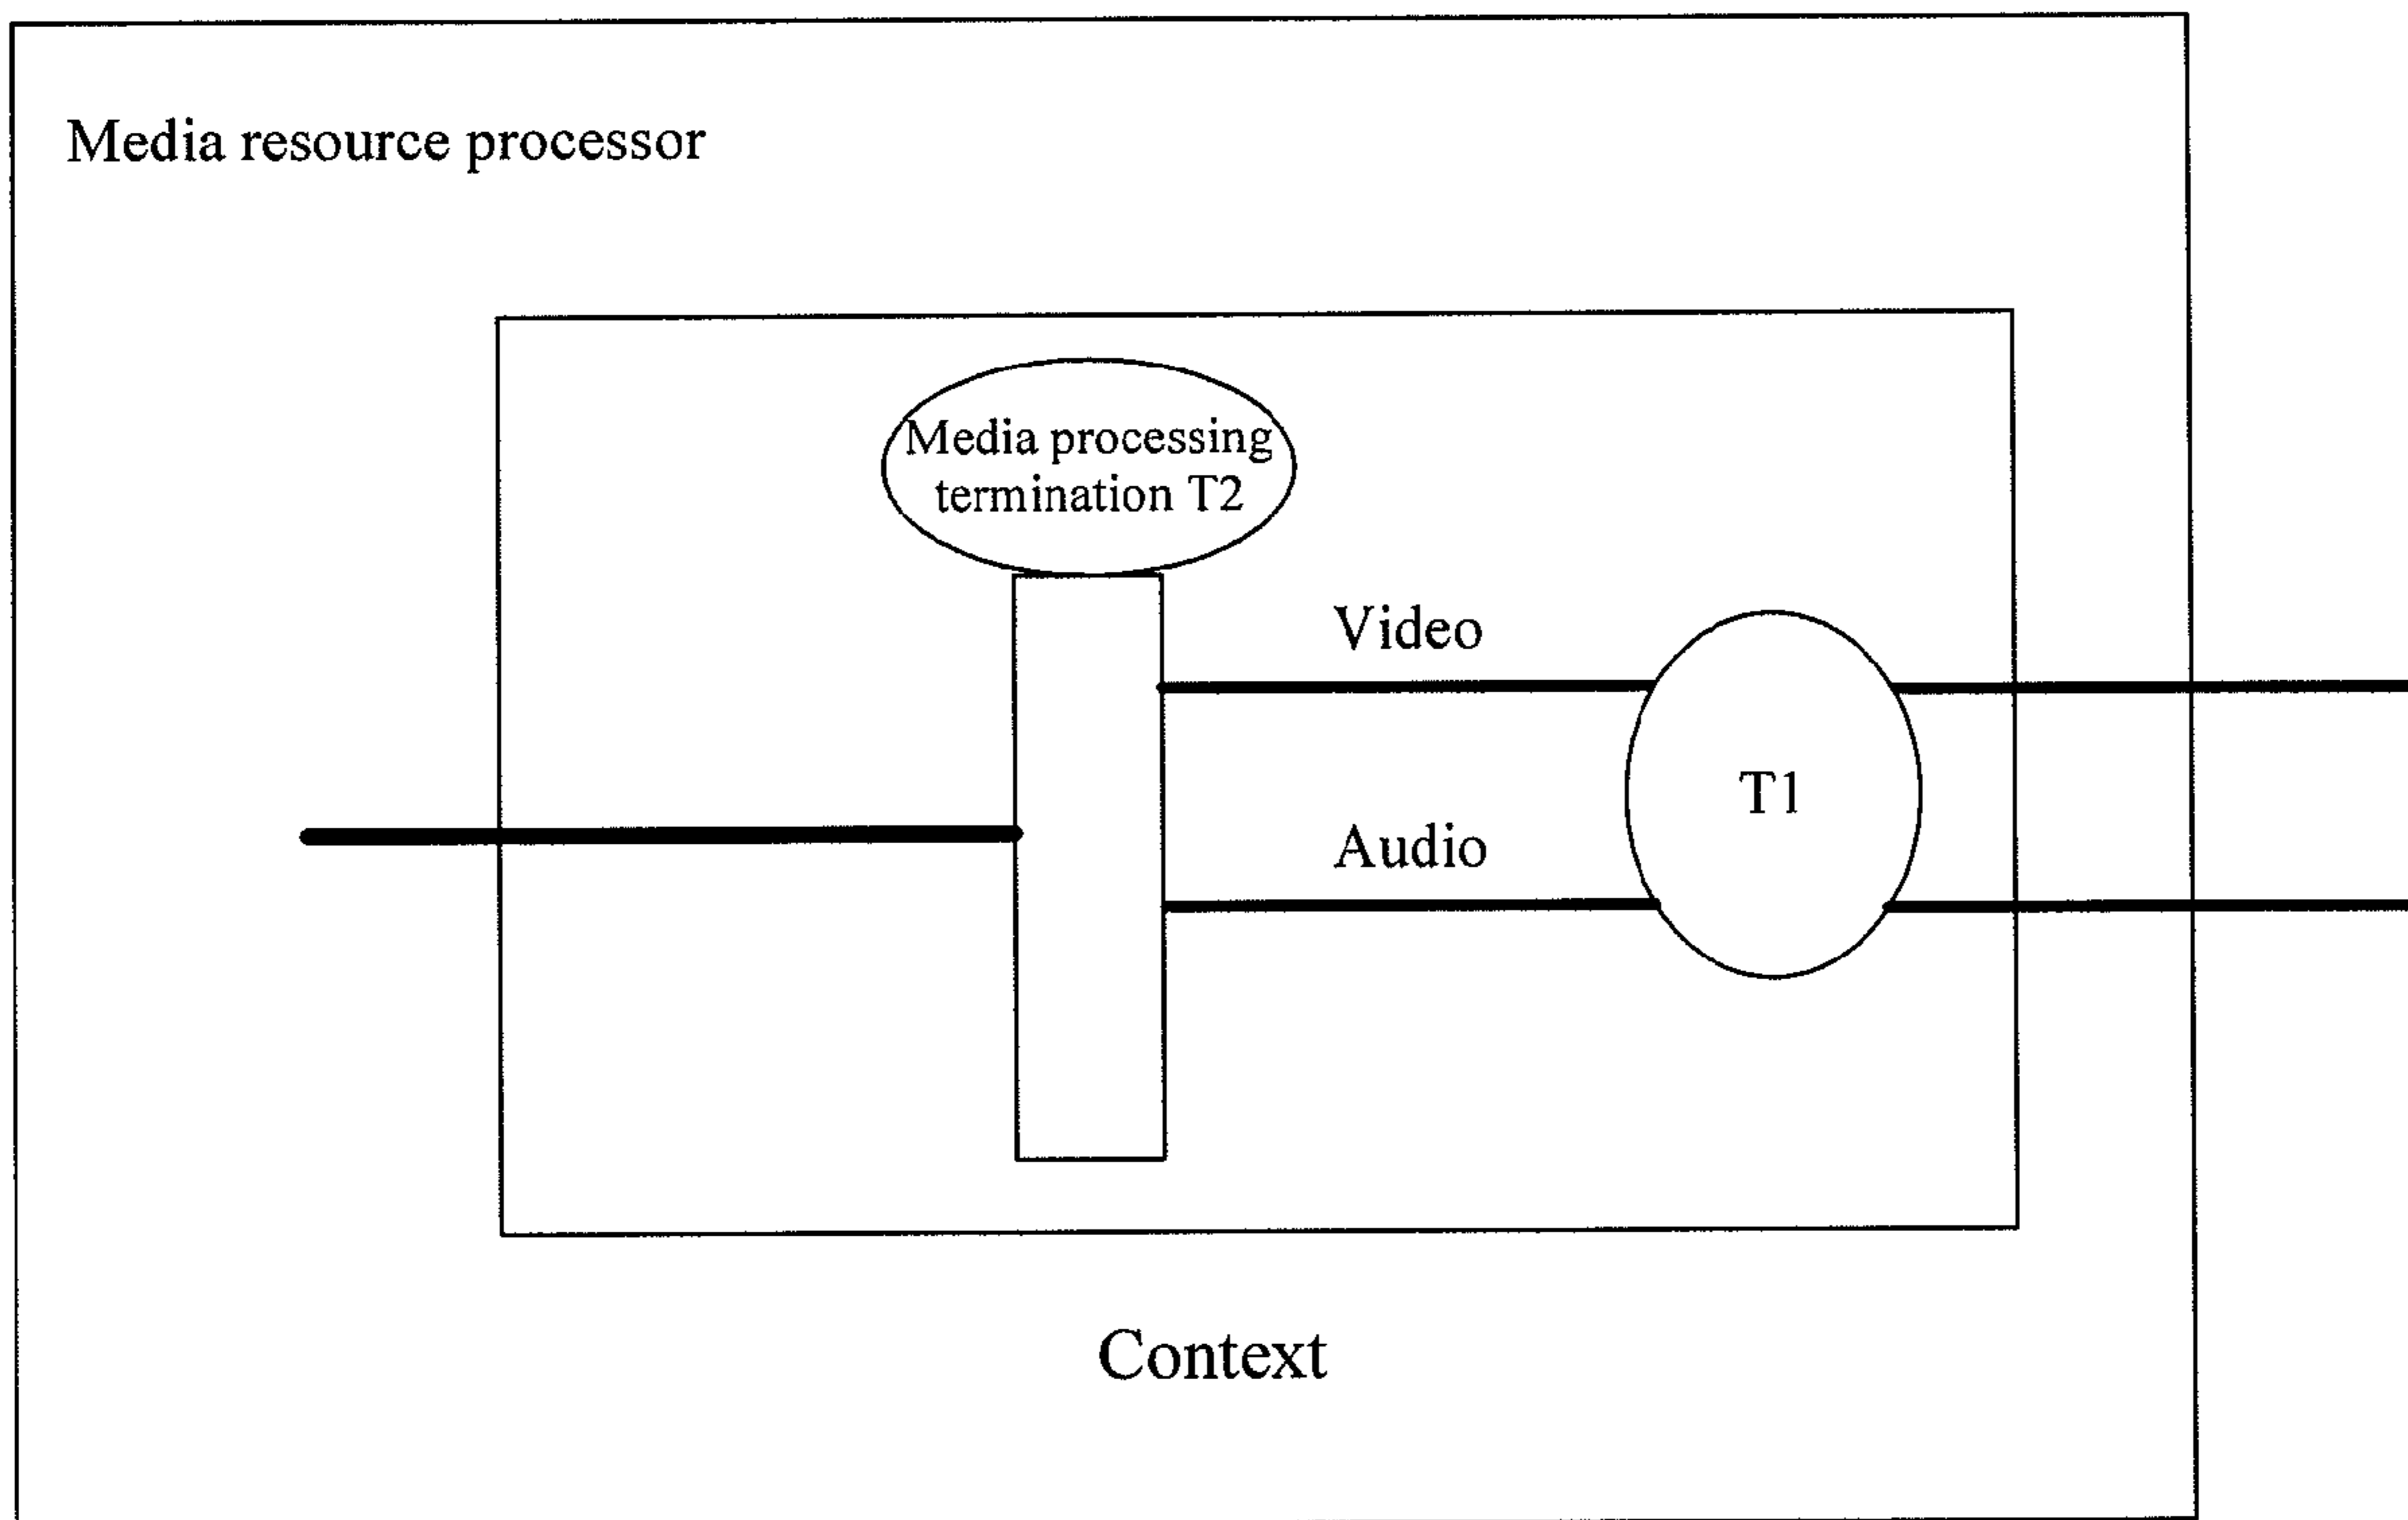 Media resource processor
Media processing
termination T2
Video
T1
Audio
Context